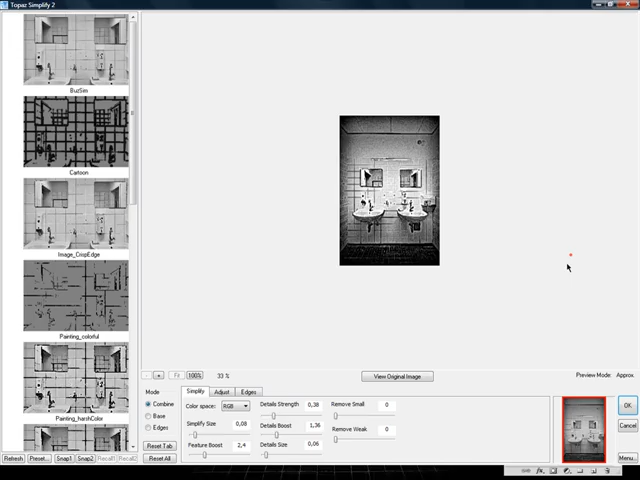 Topaz Simplify 2
BuzSim
Cartoon
Image_CrispEdge
Painting_colorful
Painting_harshColor
Refresh Preset... Snap1 Snap2 Recall1 Recall2
- + Fit 100% 33 %
View Original Image
Preview Mode: Approx.
Mode
Combine
Base
Edges
Reset Tab
Reset All
Simplify Adjust Edges
Color space: RGB
Simplify Size 0,08
Feature Boost 2,4
Details Strength 0,38
Details Boost 1,36
Details Size 0,06
Remove Small 0
Remove Weak 0
OK
Cancel
Menu...
fx